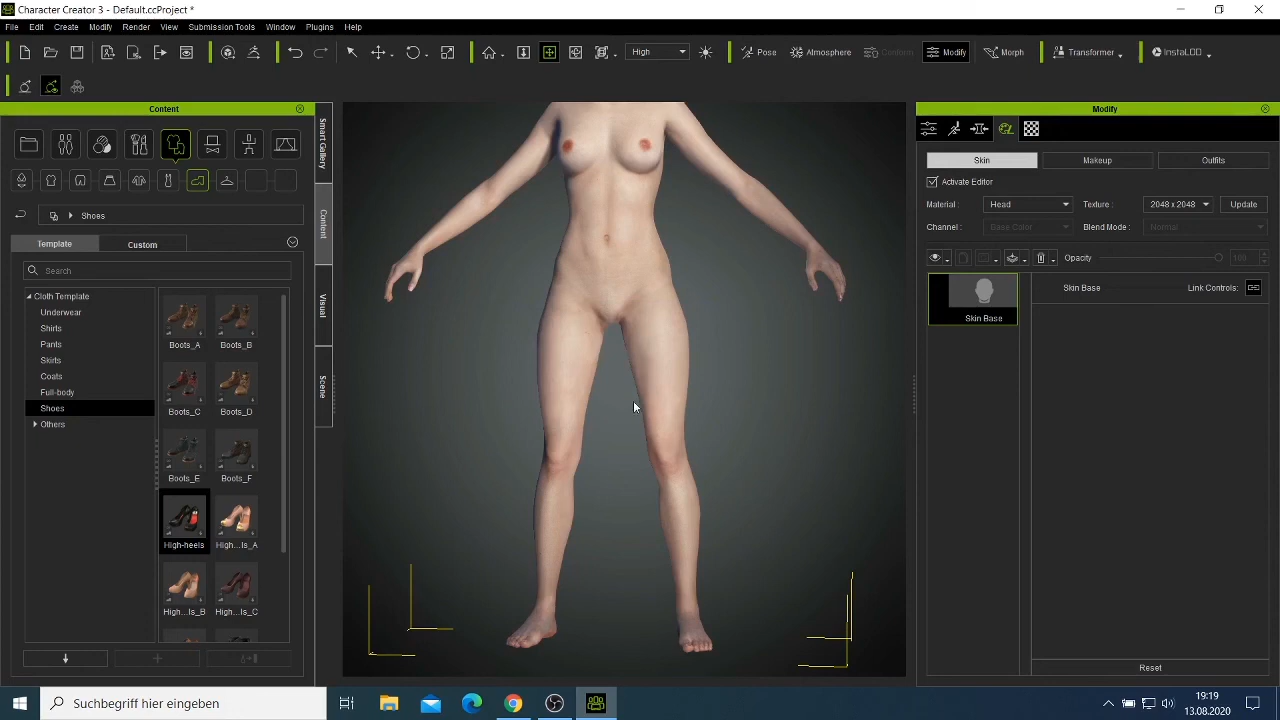 Character Creator 3 - Default.ccProject *
File Edit Create Modify Render View Submission Tools Window Plugins Help
High Pose Atmosphere Conform Modify Morph Transformer InstaLOD
Content
Smart Gallery
Content
Visual
Scene
Shoes
Template Custom
Search
Cloth Template
Underwear
Shirts
Pants
Skirts
Coats
Full-body
Shoes
Others
Boots_A Boots_B
Boots_C Boots_D
Boots_E Boots_F
High-heels High...ls_A
High...ls_B High...ls_C
Modify
Skin Makeup Outfits
Activate Editor
Material : Head Texture : 2048 x 2048 Update
Channel : Base Color Blend Mode : Normal
Opacity 100
Skin Base Link Controls:
Skin Base
Reset
Suchbegriff hier eingeben
19:19
13.08.2020